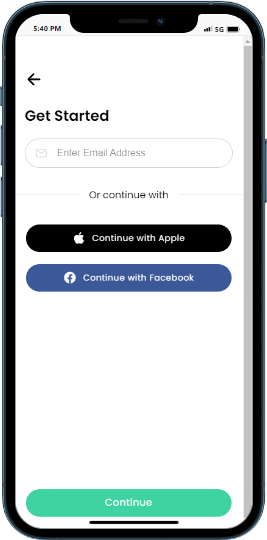 5:40 PM
5G
Get Started
Enter Email Address
Or continue with
Continue with Apple
Continue with Facebook
Continue